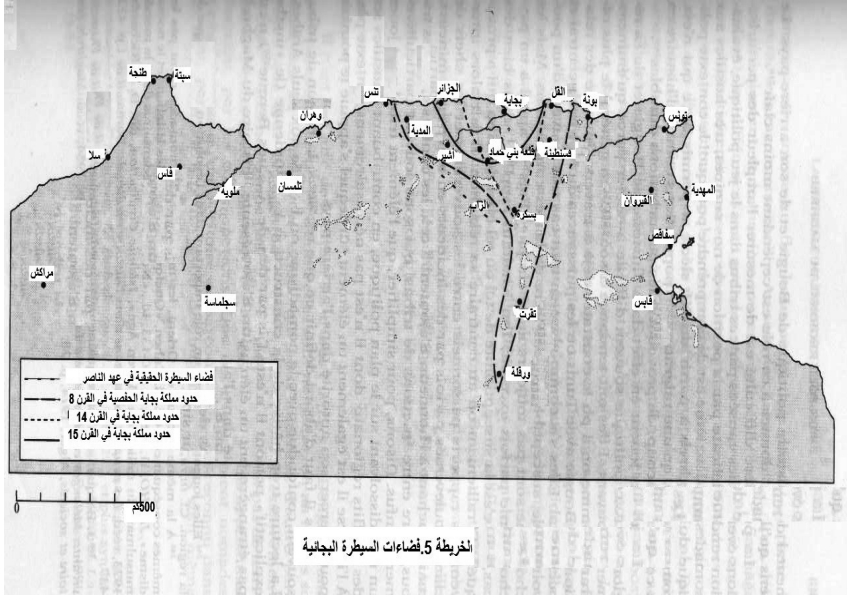 طنجة
سبتة
سلا
فاس
ملوية
مراكش
سجلماسة
تلمسان
وهران
تنس
المدية
الجزائر
أشير
قلعة بني حماد
بجاية
القل
بونة
قسنطينة
الزاب
بسكرة
تقرت
ورقلة
تونس
القيروان
المهدية
سفاقص
قابس
فضاء السيطرة الحقيقية في عهد الناصر
حدود مملكة بجاية الحفصية في القرن 8
حدود مملكة بجاية في القرن 14
حدود مملكة بجاية في القرن 15
0
500كم
الخريطة 5.فضاءات السيطرة البجائية